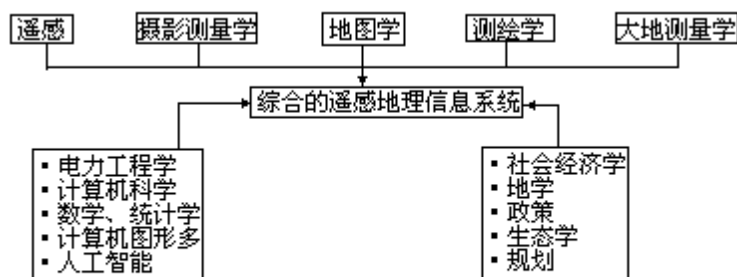 遥感
摄影测量学
地图学
测绘学
大地测量学
综合的遥感地理信息系统
▪ 电力工程学
▪ 计算机科学
▪ 数学、统计学
▪ 计算机图形多
▪ 人工智能
▪ 社会经济学
▪ 地学
▪ 政策
▪ 生态学
▪ 规划